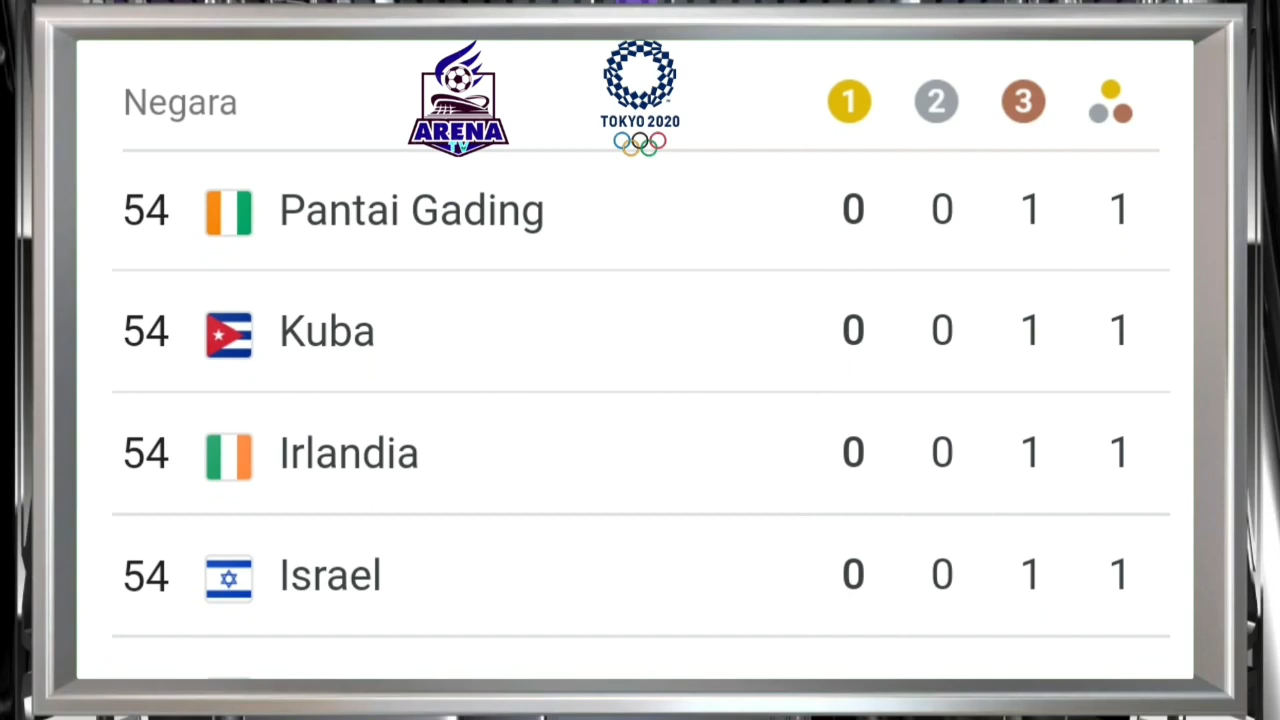 Negara
ARENA
TV
TOKYO 2020
1 2 3
54 Pantai Gading 0 0 1 1
54 Kuba 0 0 1 1
54 Irlandia 0 0 1 1
54 Israel 0 0 1 1